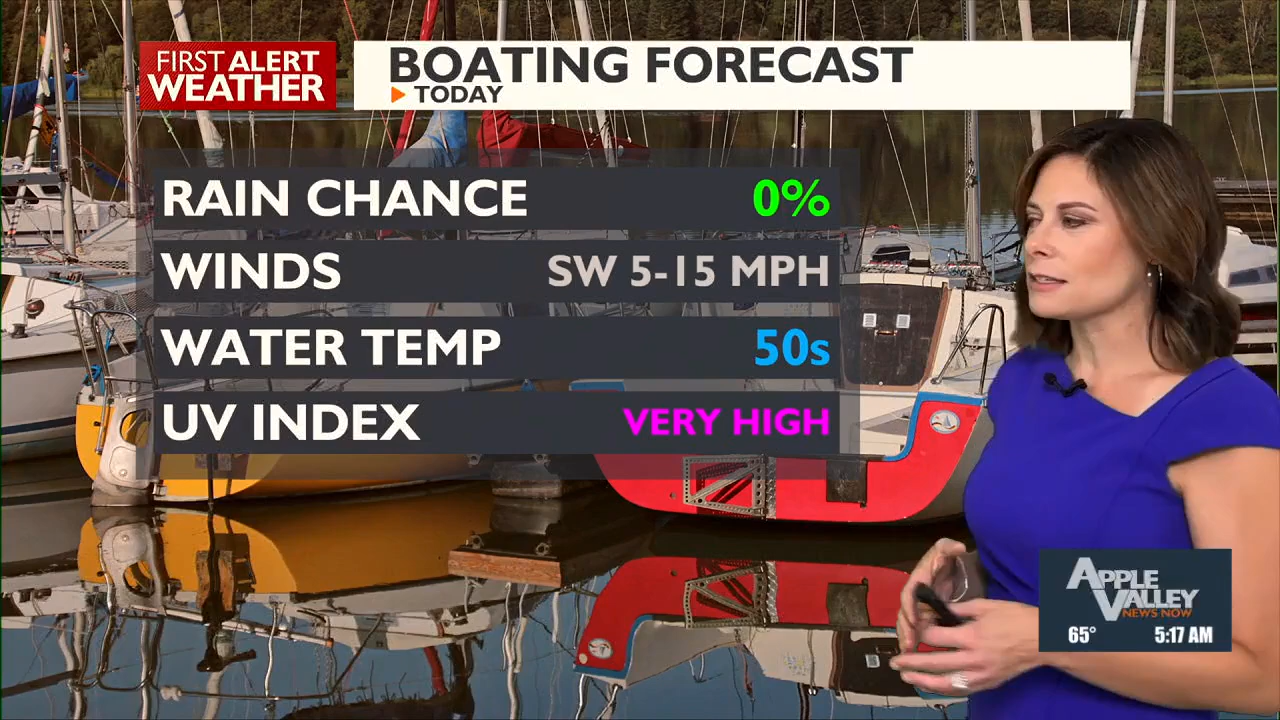 FIRST ALERT
WEATHER
BOATING FORECAST
TODAY
RAIN CHANCE 0%
WINDS SW 5-15 MPH
WATER TEMP 50s
UV INDEX VERY HIGH
APPLE
VALLEY
NEWS NOW
65° 5:17 AM